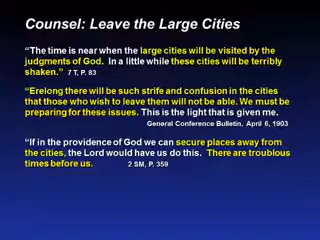 Counsel: Leave the Large Cities
“The time is near when the large cities will be visited by the
judgments of God.  In a little while these cities will be terribly
shaken.”  7 T, P. 83
“Erelong there will be such strife and confusion in the cities
that those who wish to leave them will not be able. We must be
preparing for these issues. This is the light that is given me.
General Conference Bulletin, April 6, 1903
“If in the providence of God we can secure places away from
the cities, the Lord would have us do this.  There are troublous
times before us.  2 SM, P. 359